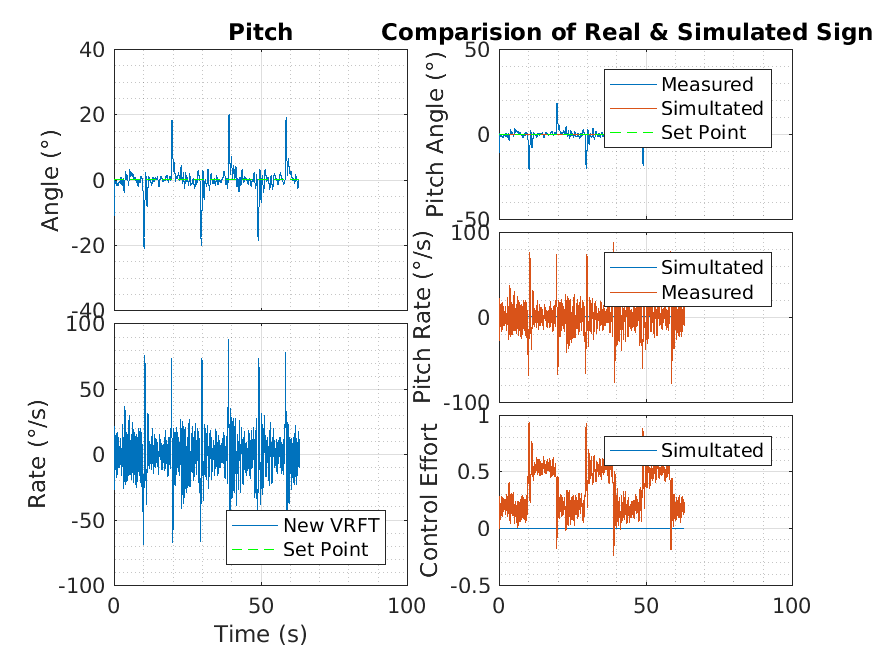 Pitch
Comparision of Real & Simulated Sign
40
20
0
-20
-40
Angle (°)
100
50
0
-50
-100
Rate (°/s)
New VRFT
Set Point
0
50
100
Time (s)
50
0
-50
Pitch Angle (°)
Measured
Simultated
Set Point
100
0
-100
Pitch Rate (°/s)
Simultated
Measured
1
0.5
0
-0.5
Control Effort
Simultated
0
50
100